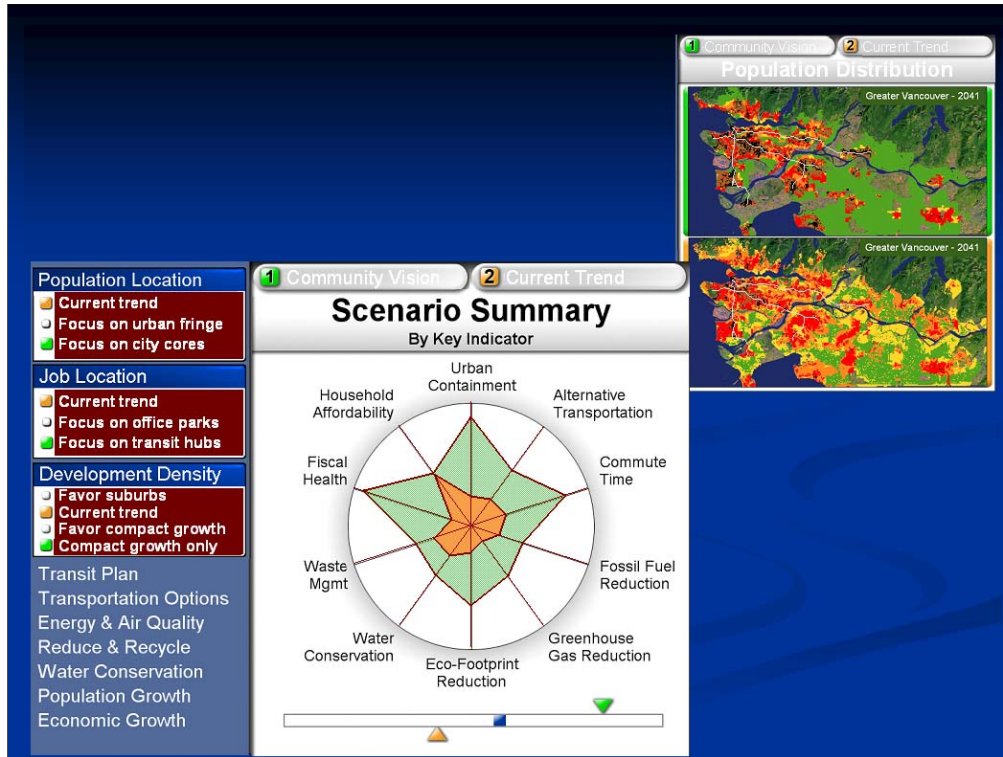 1 Community Vision 2 Current Trend
Population Distribution
Greater Vancouver - 2041
Greater Vancouver - 2041
Population Location
Current trend
Focus on urban fringe
Focus on city cores
Job Location
Current trend
Focus on office parks
Focus on transit hubs
Development Density
Favor suburbs
Current trend
Favor compact growth
Compact growth only
Transit Plan
Transportation Options
Energy & Air Quality
Reduce & Recycle
Water Conservation
Population Growth
Economic Growth
1 Community Vision 2 Current Trend
Scenario Summary
By Key Indicator
Urban
Containment
Alternative
Transportation
Commute
Time
Fossil Fuel
Reduction
Greenhouse
Gas Reduction
Eco-Footprint
Reduction
Water
Conservation
Waste
Mgmt
Fiscal
Health
Household
Affordability